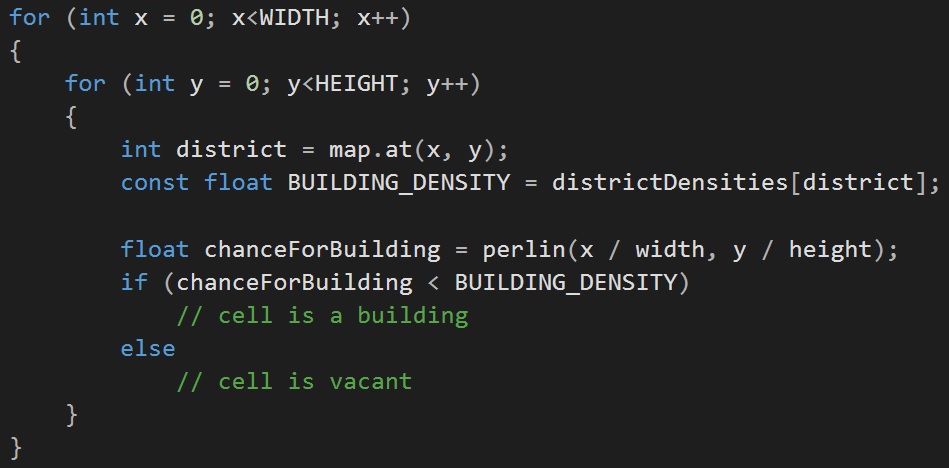 for (int x = 0; x<WIDTH; x++)
{
    for (int y = 0; y<HEIGHT; y++)
    {
        int district = map.at(x, y);
        const float BUILDING_DENSITY = districtDensities[district];

        float chanceForBuilding = perlin(x / width, y / height);
        if (chanceForBuilding < BUILDING_DENSITY)
            // cell is a building
        else
            // cell is vacant
    }
}